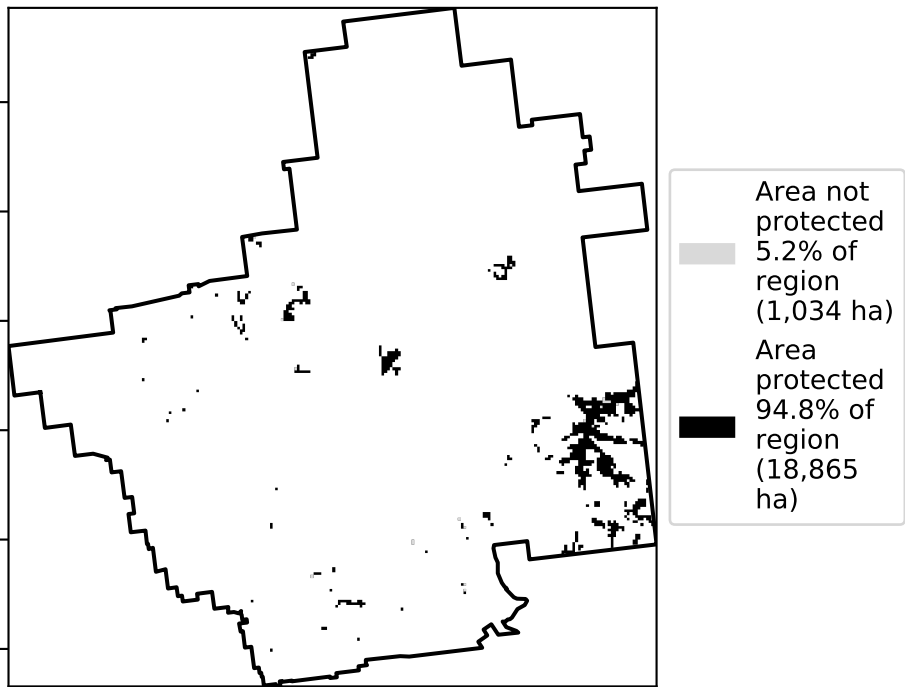 Area not
protected
5.2% of
region
(1,034 ha)
Area
protected
94.8% of
region
(18,865
ha)